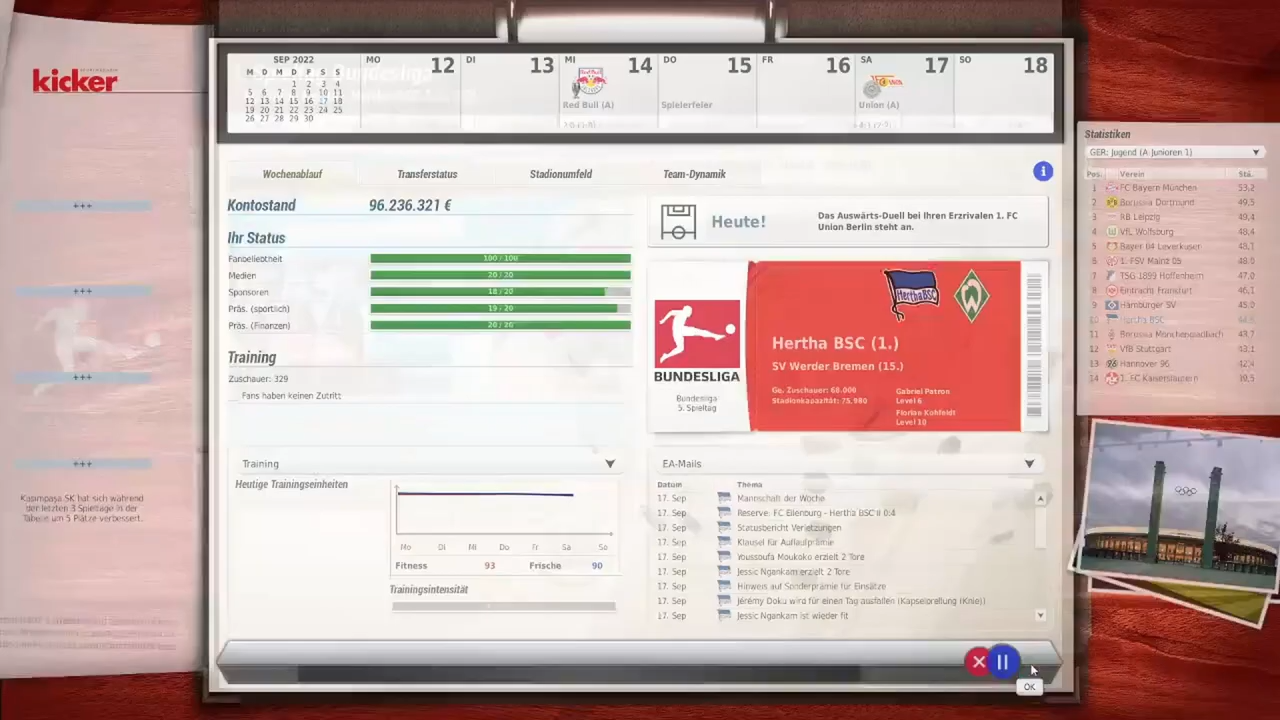 kicker
+++
+++
+++
+++
Kasimpaşa SK hat sich während
der letzten 3 Spieltage in der
Tabelle um 5 Plätze verbessert.
SEP 2022
M D M D F S S
1 2 3 4
5 6 7 8 9 10 11
12 13 14 15 16 17 18
19 20 21 22 23 24 25
26 27 28 29 30
MO 12
DI 13
MI 14
Red Bull (A)
DO 15
Spielerfeier
FR 16
SA 17
Union (A)
SO 18
Wochenablauf Transferstatus Stadionumfeld Team-Dynamik
Kontostand 96.236.321 €
Ihr Status
Fanbeliebtheit 100 / 100
Medien 20 / 20
Sponsoren 18 / 20
Präs. (sportlich) 19 / 20
Präs. (Finanzen) 20 / 20
Training
Zuschauer: 329
Fans haben keinen Zutritt
Training
Heutige Trainingseinheiten
Mo Di Mi Do Fr Sa So
Fitness 93 Frische 90
Trainingsintensität
Heute!
Das Auswärts-Duell bei Ihren Erzrivalen 1. FC
Union Berlin steht an.
BUNDESLIGA
Bundesliga
5. Spieltag
HerthaBSC
Hertha BSC (1.)
SV Werder Bremen (15.)
Ge. Zuschauer: 68.000
Stadionkapazität: 75.980
Gabriel Patron
Level 6
Florian Kohfeldt
Level 10
EA-Mails
Datum Thema
17. Sep Mannschaft der Woche
17. Sep Reserve: FC Eilenburg - Hertha BSC II 0:4
17. Sep Statusbericht Verletzungen
17. Sep Klausel für Auflaufprämie
17. Sep Youssoufa Moukoko erzielt 2 Tore
17. Sep Jessic Ngankam erzielt 2 Tore
17. Sep Hinweis auf Sonderprämie für Einsätze
17. Sep Jérémy Doku wird für einen Tag ausfallen (Kapselprellung (Knie))
17. Sep Jessic Ngankam ist wieder fit
OK
Statistiken
GER: Jugend (A-Junioren 1)
Pos. Verein Stä.
1 FC Bayern München 53,2
2 Borussia Dortmund 49,5
3 RB Leipzig 49,4
4 VfL Wolfsburg 48,4
5 Bayer 04 Leverkusen 48,1
6 1. FSV Mainz 05 48,0
7 TSG 1899 Hoffenheim 47,0
8 Eintracht Frankfurt 46,1
9 Hamburger SV 45,0
10 Hertha BSC
11 Borussia Mönchengladbach 43,7
12 VfB Stuttgart 43,1
13 Hannover 96 42,4
14 1. FC Kaiserslautern 39,5